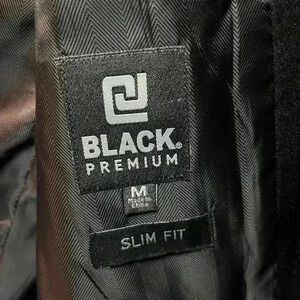 BLACK.
PREMIUM
M
Made In
China
SLIM FIT